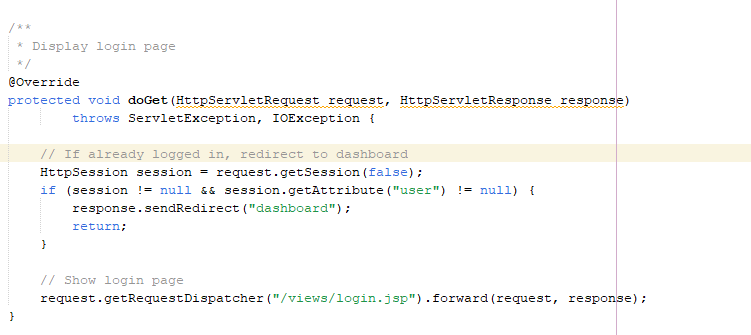 /**
 * Display login page
 */
@Override
protected void doGet(HttpServletRequest request, HttpServletResponse response)
        throws ServletException, IOException {
    // If already logged in, redirect to dashboard
    HttpSession session = request.getSession(false);
    if (session != null && session.getAttribute("user") != null) {
        response.sendRedirect("dashboard");
        return;
    }
    // Show login page
    request.getRequestDispatcher("/views/login.jsp").forward(request, response);
}